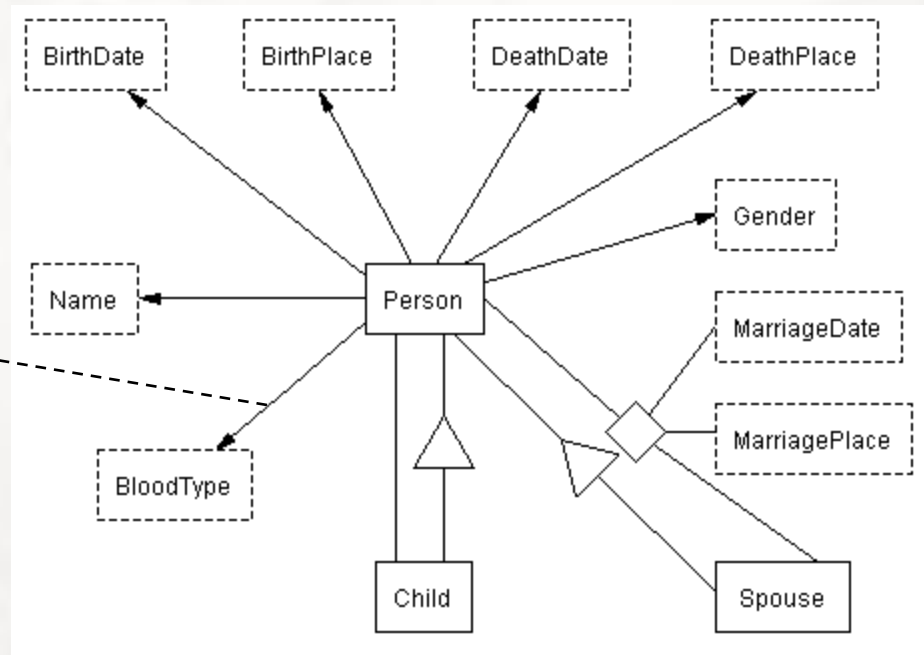 BirthDate
BirthPlace
DeathDate
DeathPlace
Gender
Name
Person
MarriageDate
MarriagePlace
BloodType
Child
Spouse